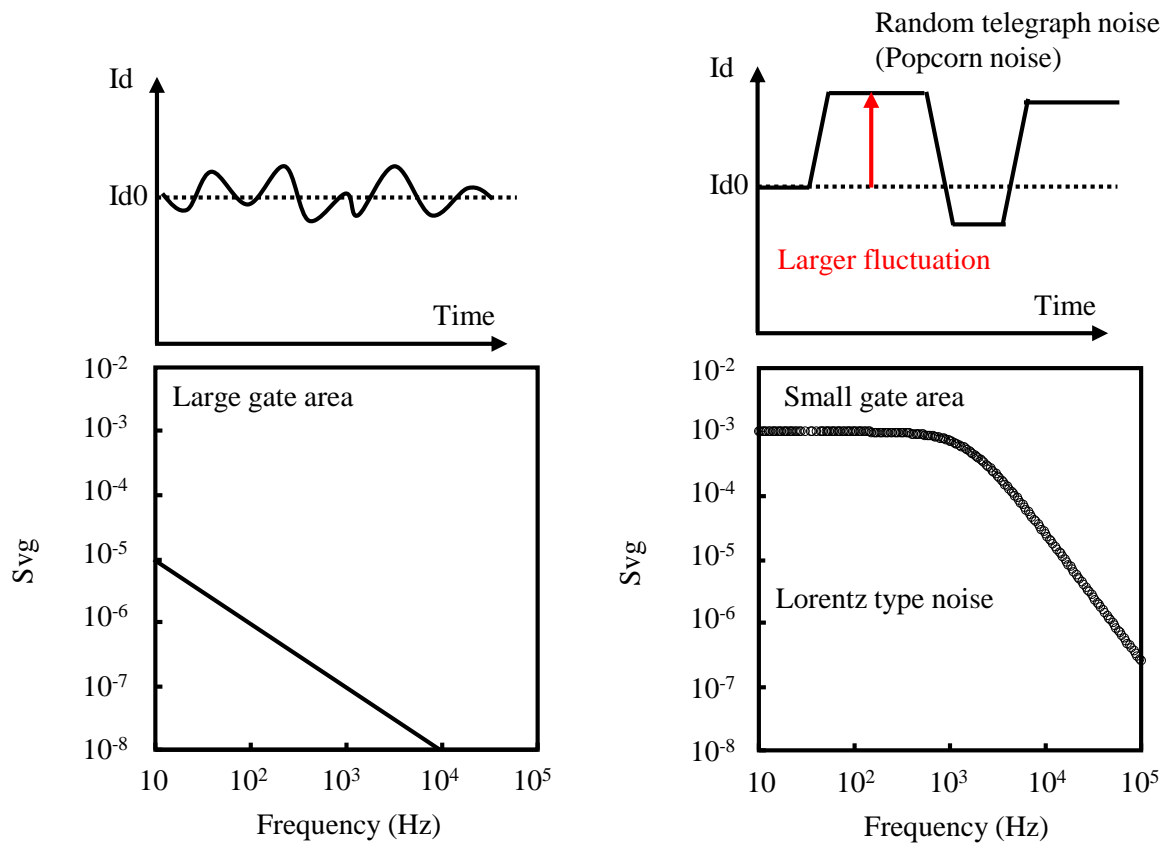 Id
Id0
Time
Random telegraph noise
(Popcorn noise)
Id
Id0
Larger fluctuation
Time
10⁻²
10⁻³
10⁻⁴
10⁻⁵
10⁻⁶
10⁻⁷
10⁻⁸
Svg
Large gate area
10 10² 10³ 10⁴ 10⁵
Frequency (Hz)
10⁻²
10⁻³
10⁻⁴
10⁻⁵
10⁻⁶
10⁻⁷
10⁻⁸
Svg
Small gate area
Lorentz type noise
10 10² 10³ 10⁴ 10⁵
Frequency (Hz)